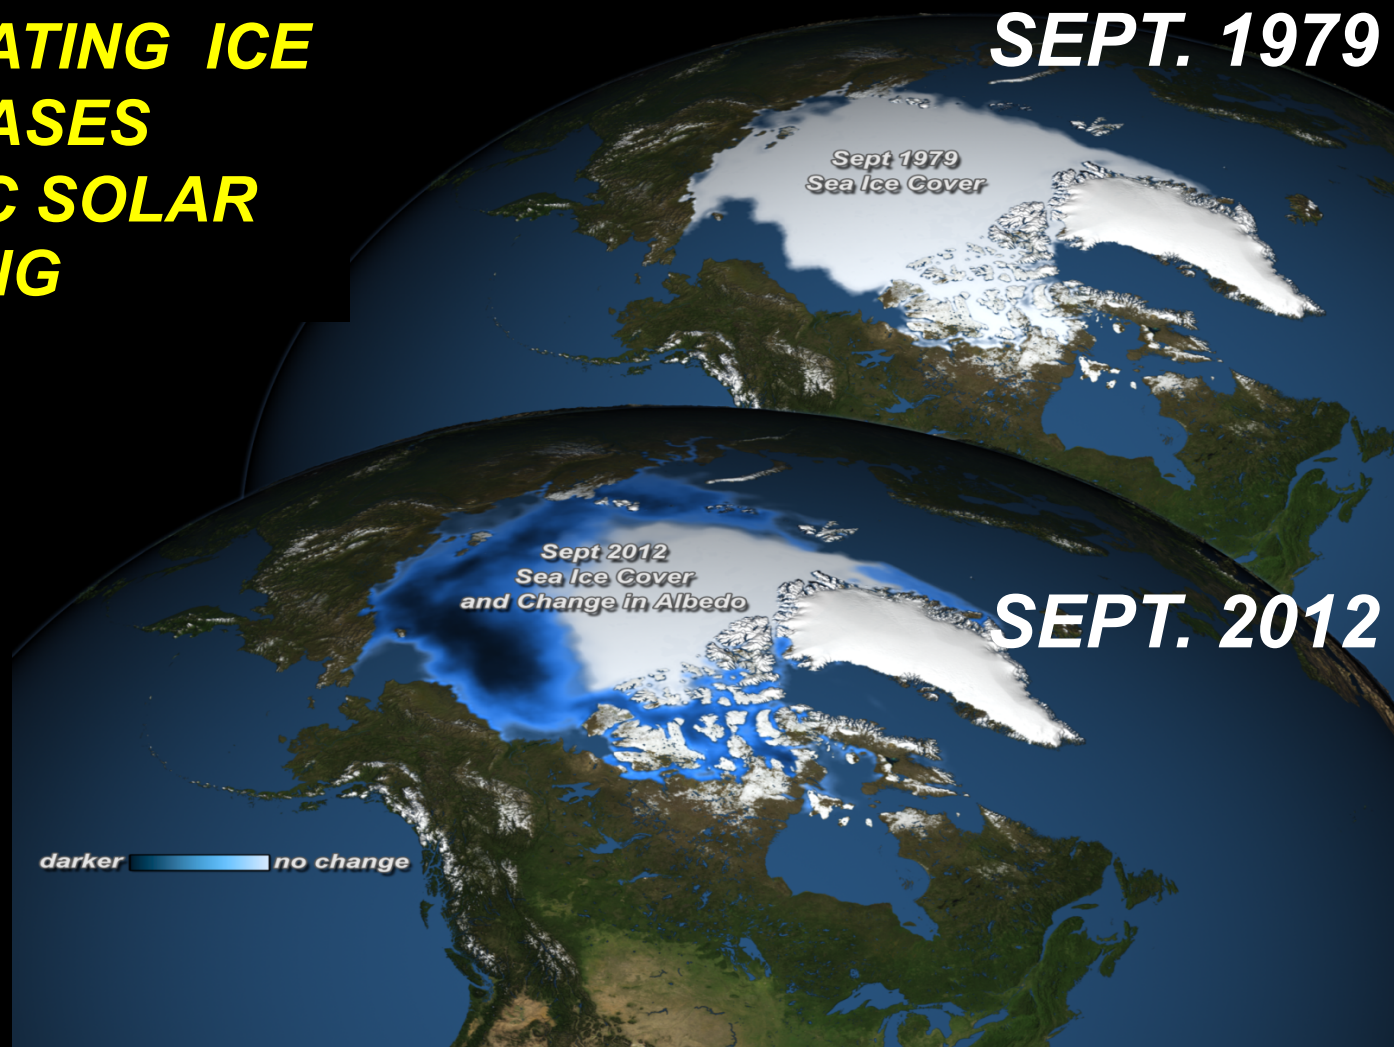 ATING ICE
ASES
C SOLAR
NG
SEPT. 1979
Sept 1979
Sea Ice Cover
Sept 2012
Sea Ice Cover
and Change in Albedo
SEPT. 2012
darker
no change